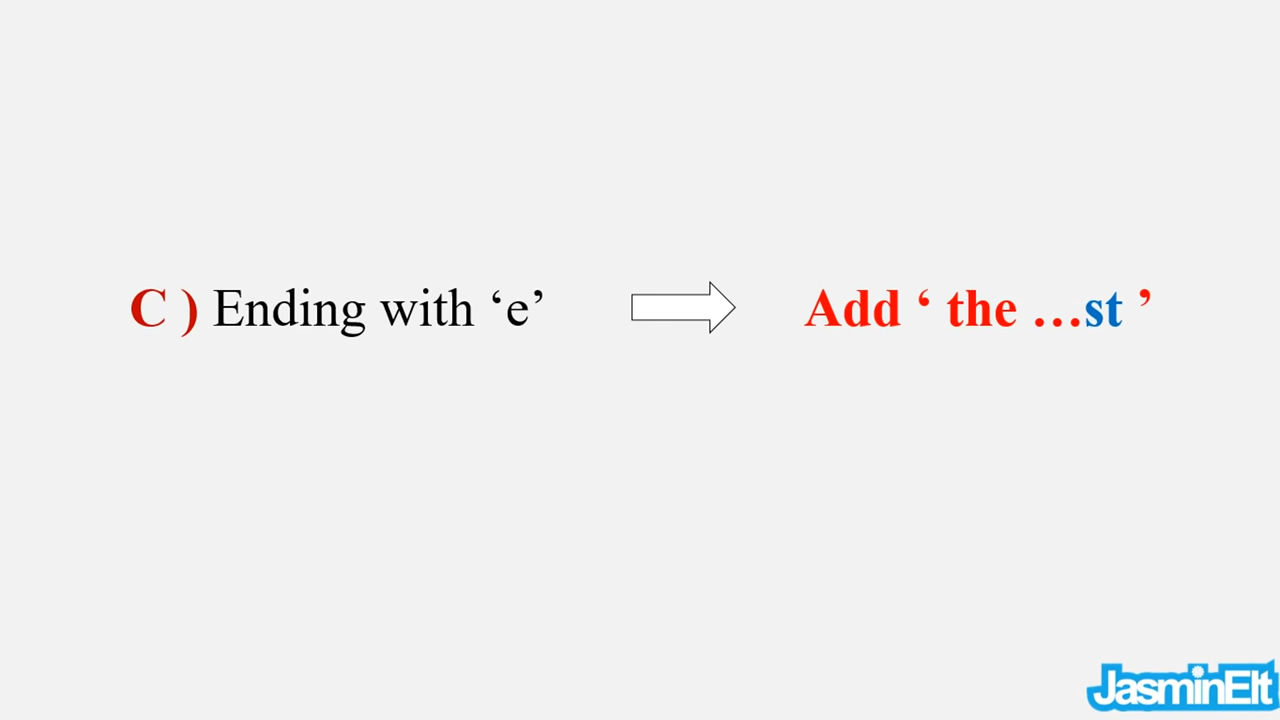 C ) Ending with ‘e’ Add ‘ the …st ’
JasminElt